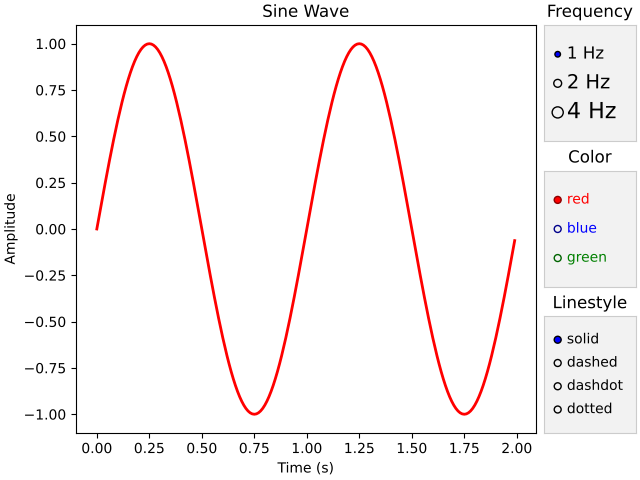 Sine Wave
Amplitude
1.00
0.75
0.50
0.25
0.00
−0.25
−0.50
−0.75
−1.00
0.00 0.25 0.50 0.75 1.00 1.25 1.50 1.75 2.00
Time (s)
Frequency
1 Hz
2 Hz
4 Hz
Color
red
blue
green
Linestyle
solid
dashed
dashdot
dotted